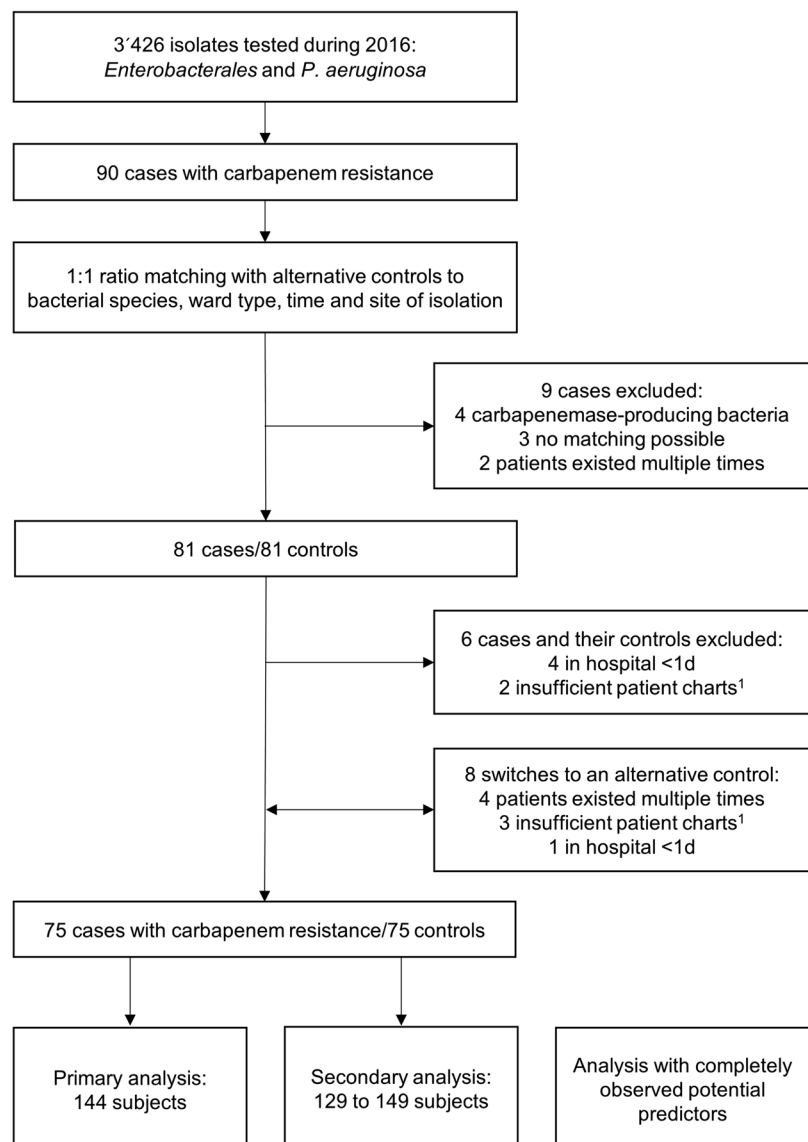 3´426 isolates tested during 2016:
Enterobacterales and P. aeruginosa
90 cases with carbapenem resistance
1:1 ratio matching with alternative controls to
bacterial species, ward type, time and site of isolation
9 cases excluded:
4 carbapenemase-producing bacteria
3 no matching possible
2 patients existed multiple times
81 cases/81 controls
6 cases and their controls excluded:
4 in hospital <1d
2 insufficient patient charts¹
8 switches to an alternative control:
4 patients existed multiple times
3 insufficient patient charts¹
1 in hospital <1d
75 cases with carbapenem resistance/75 controls
Primary analysis:
144 subjects
Secondary analysis:
129 to 149 subjects
Analysis with completely
observed potential
predictors